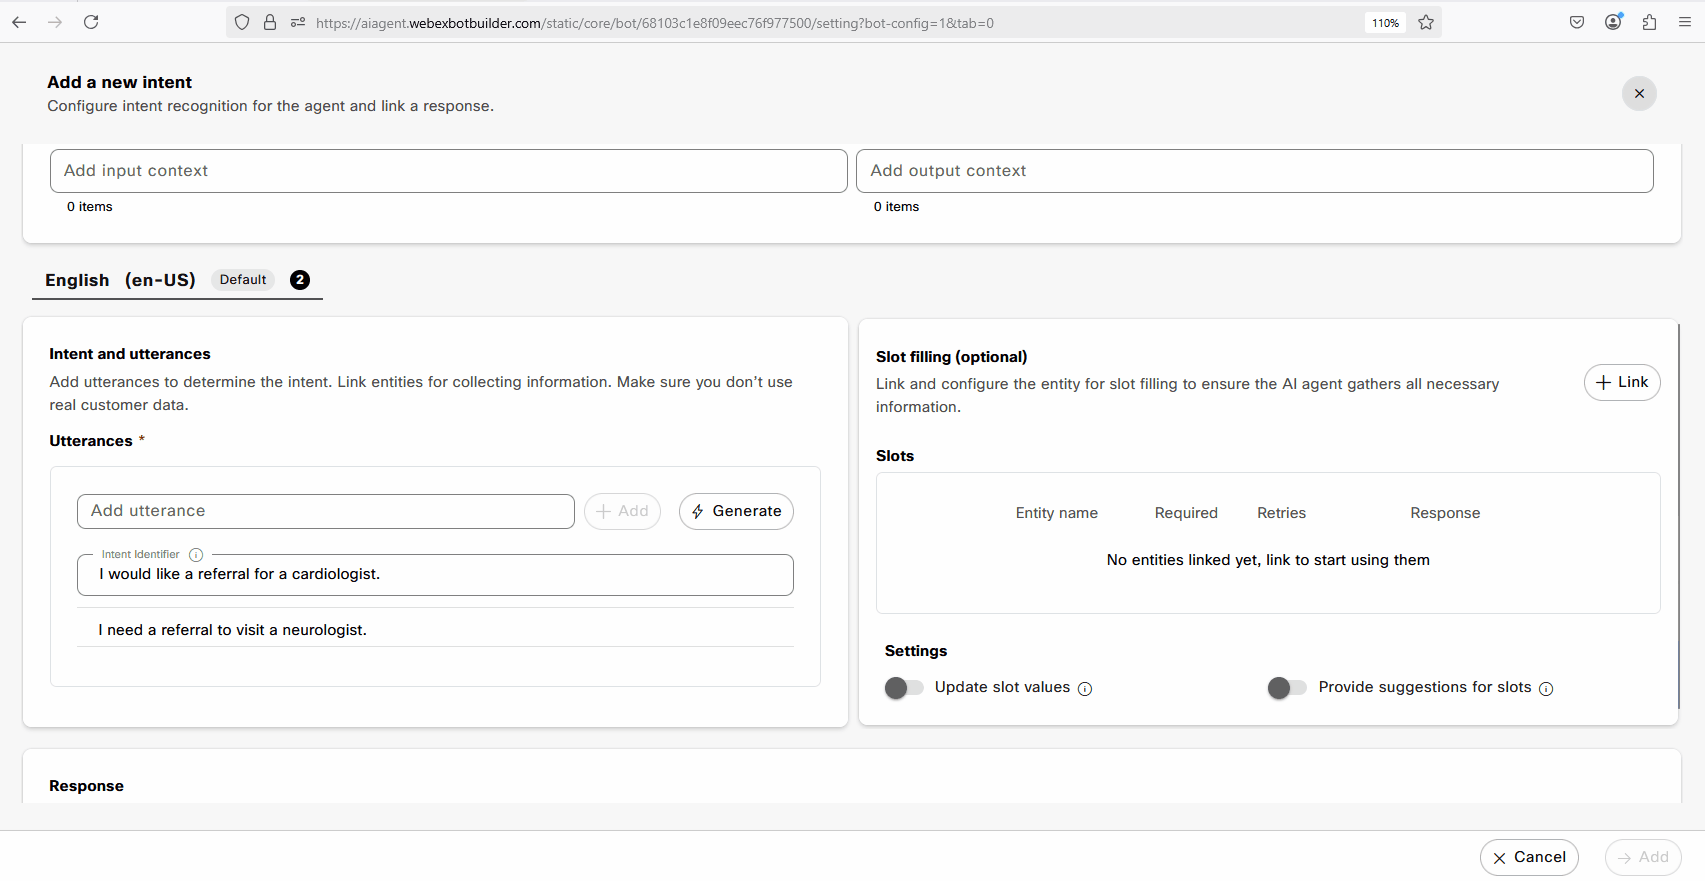 https://aiagent.webexbotbuilder.com/static/core/bot/68103c1e8f09eec76f977500/setting?bot-config=1&tab=0
110%
Add a new intent
Configure intent recognition for the agent and link a response.
Add input context
Add output context
0 items
0 items
English (en-US) Default 2
Intent and utterances
Add utterances to determine the intent. Link entities for collecting information. Make sure you don’t use
real customer data.
Utterances *
Add utterance
Add
Generate
Intent Identifier
I would like a referral for a cardiologist.
I need a referral to visit a neurologist.
Slot filling (optional)
Link and configure the entity for slot filling to ensure the AI agent gathers all necessary
information.
Link
Slots
Entity name Required Retries Response
No entities linked yet, link to start using them
Settings
Update slot values
Provide suggestions for slots
Response
Cancel
Add